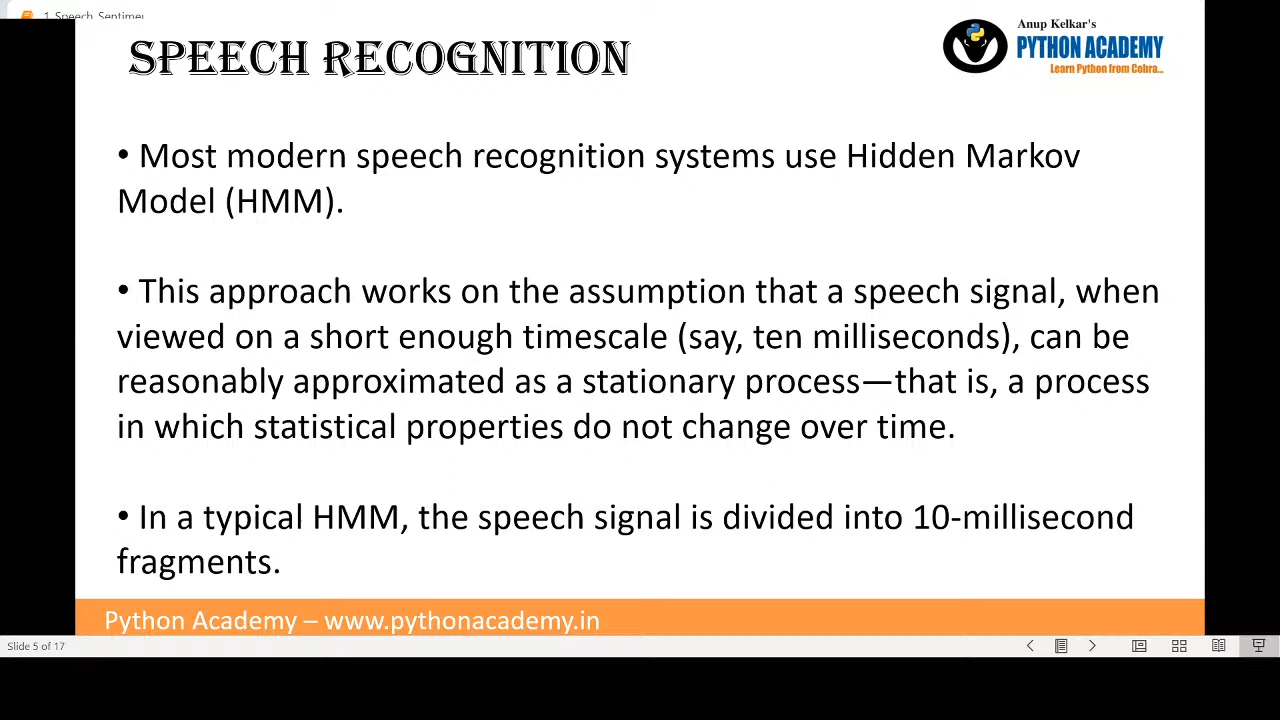 1 Speech Sentime
SPEECH RECOGNITION
Anup Kelkar's
PYTHON ACADEMY
Learn Python from Cobra...
• Most modern speech recognition systems use Hidden Markov
Model (HMM).
• This approach works on the assumption that a speech signal, when
viewed on a short enough timescale (say, ten milliseconds), can be
reasonably approximated as a stationary process—that is, a process
in which statistical properties do not change over time.
• In a typical HMM, the speech signal is divided into 10-millisecond
fragments.
Python Academy – www.pythonacademy.in
Slide 5 of 17